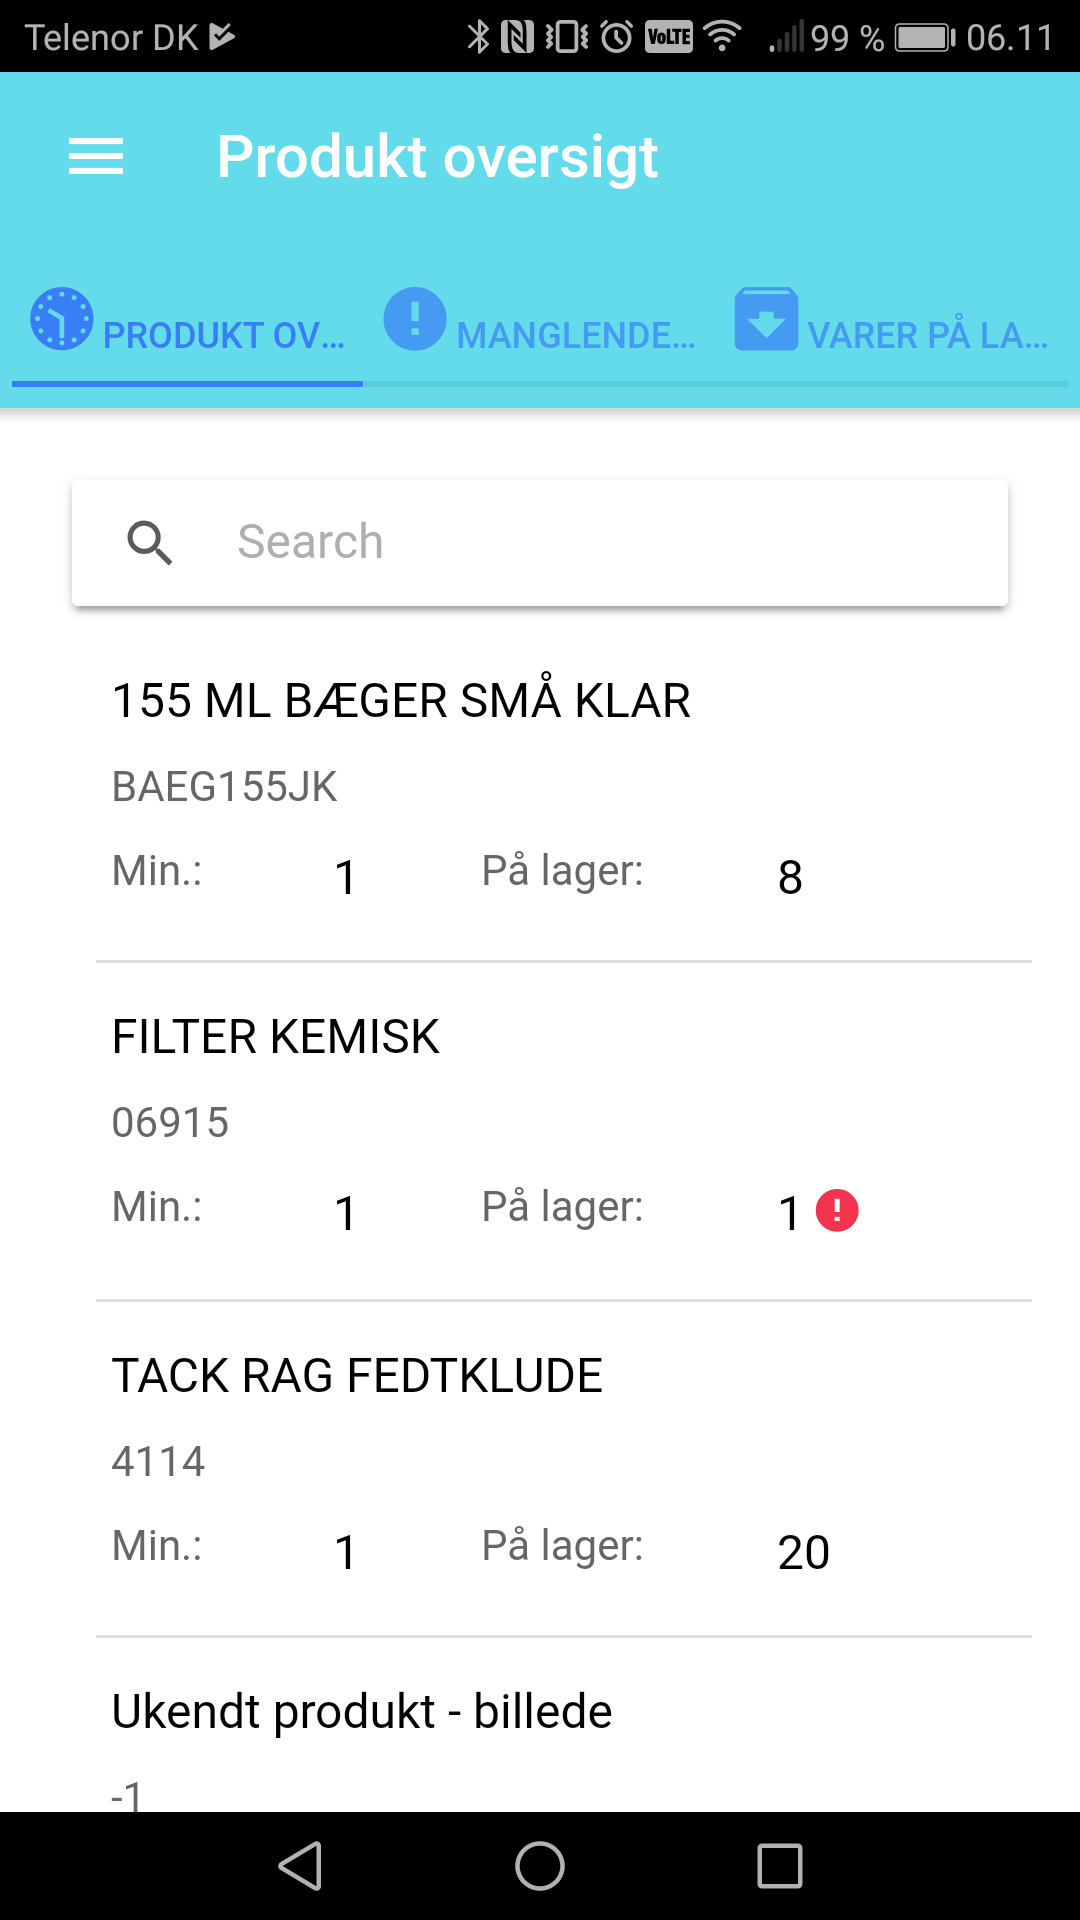 Telenor DK VoLTE 99 % 06.11
Produkt oversigt
PRODUKT OV... MANGLENDE... VARER PÅ LA...
Search
155 ML BÆGER SMÅ KLAR
BAEG155JK
Min.: 1 På lager: 8
FILTER KEMISK
06915
Min.: 1 På lager: 1
TACK RAG FEDTKLUDE
4114
Min.: 1 På lager: 20
Ukendt produkt - billede
-1